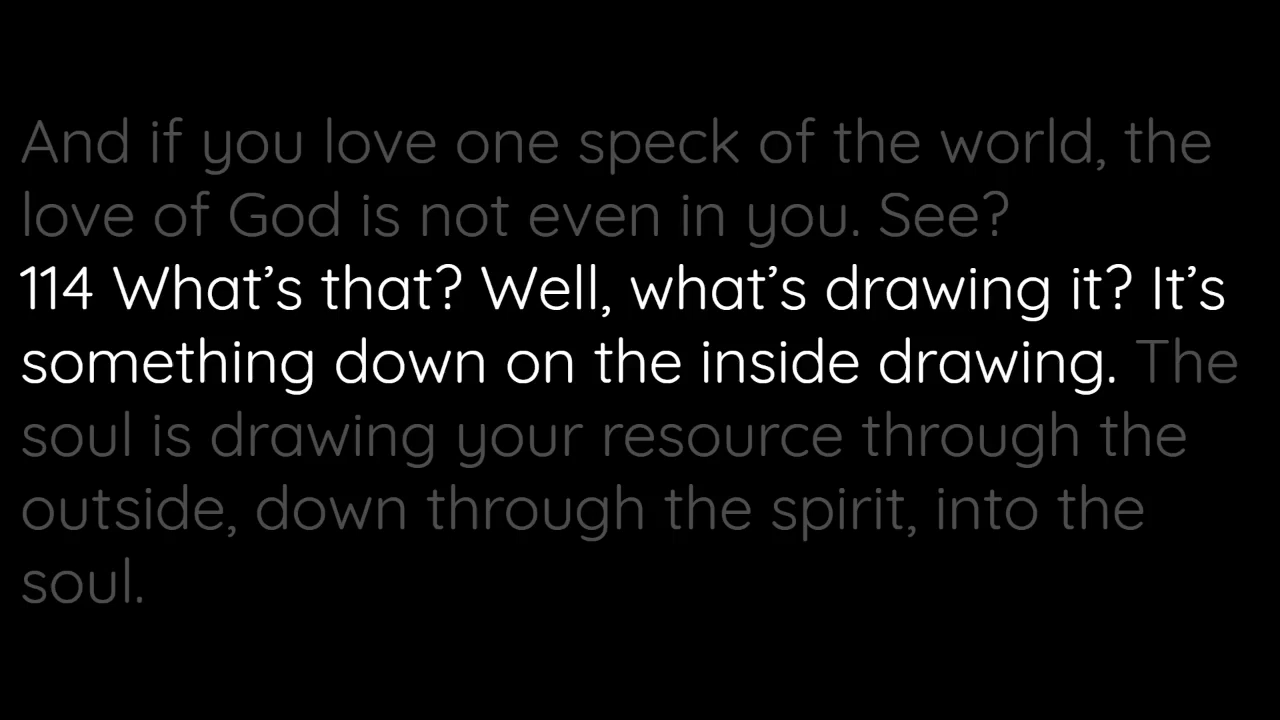 And if you love one speck of the world, the
love of God is not even in you. See?
114 What’s that? Well, what’s drawing it? It’s
something down on the inside drawing. The
soul is drawing your resource through the
outside, down through the spirit, into the
soul.